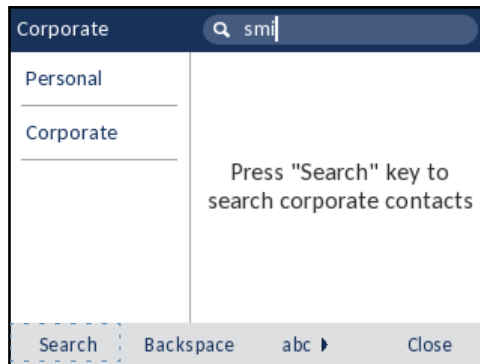 Corporate
smi
Personal
Corporate
Press "Search" key to
search corporate contacts
Search Backspace abc Close